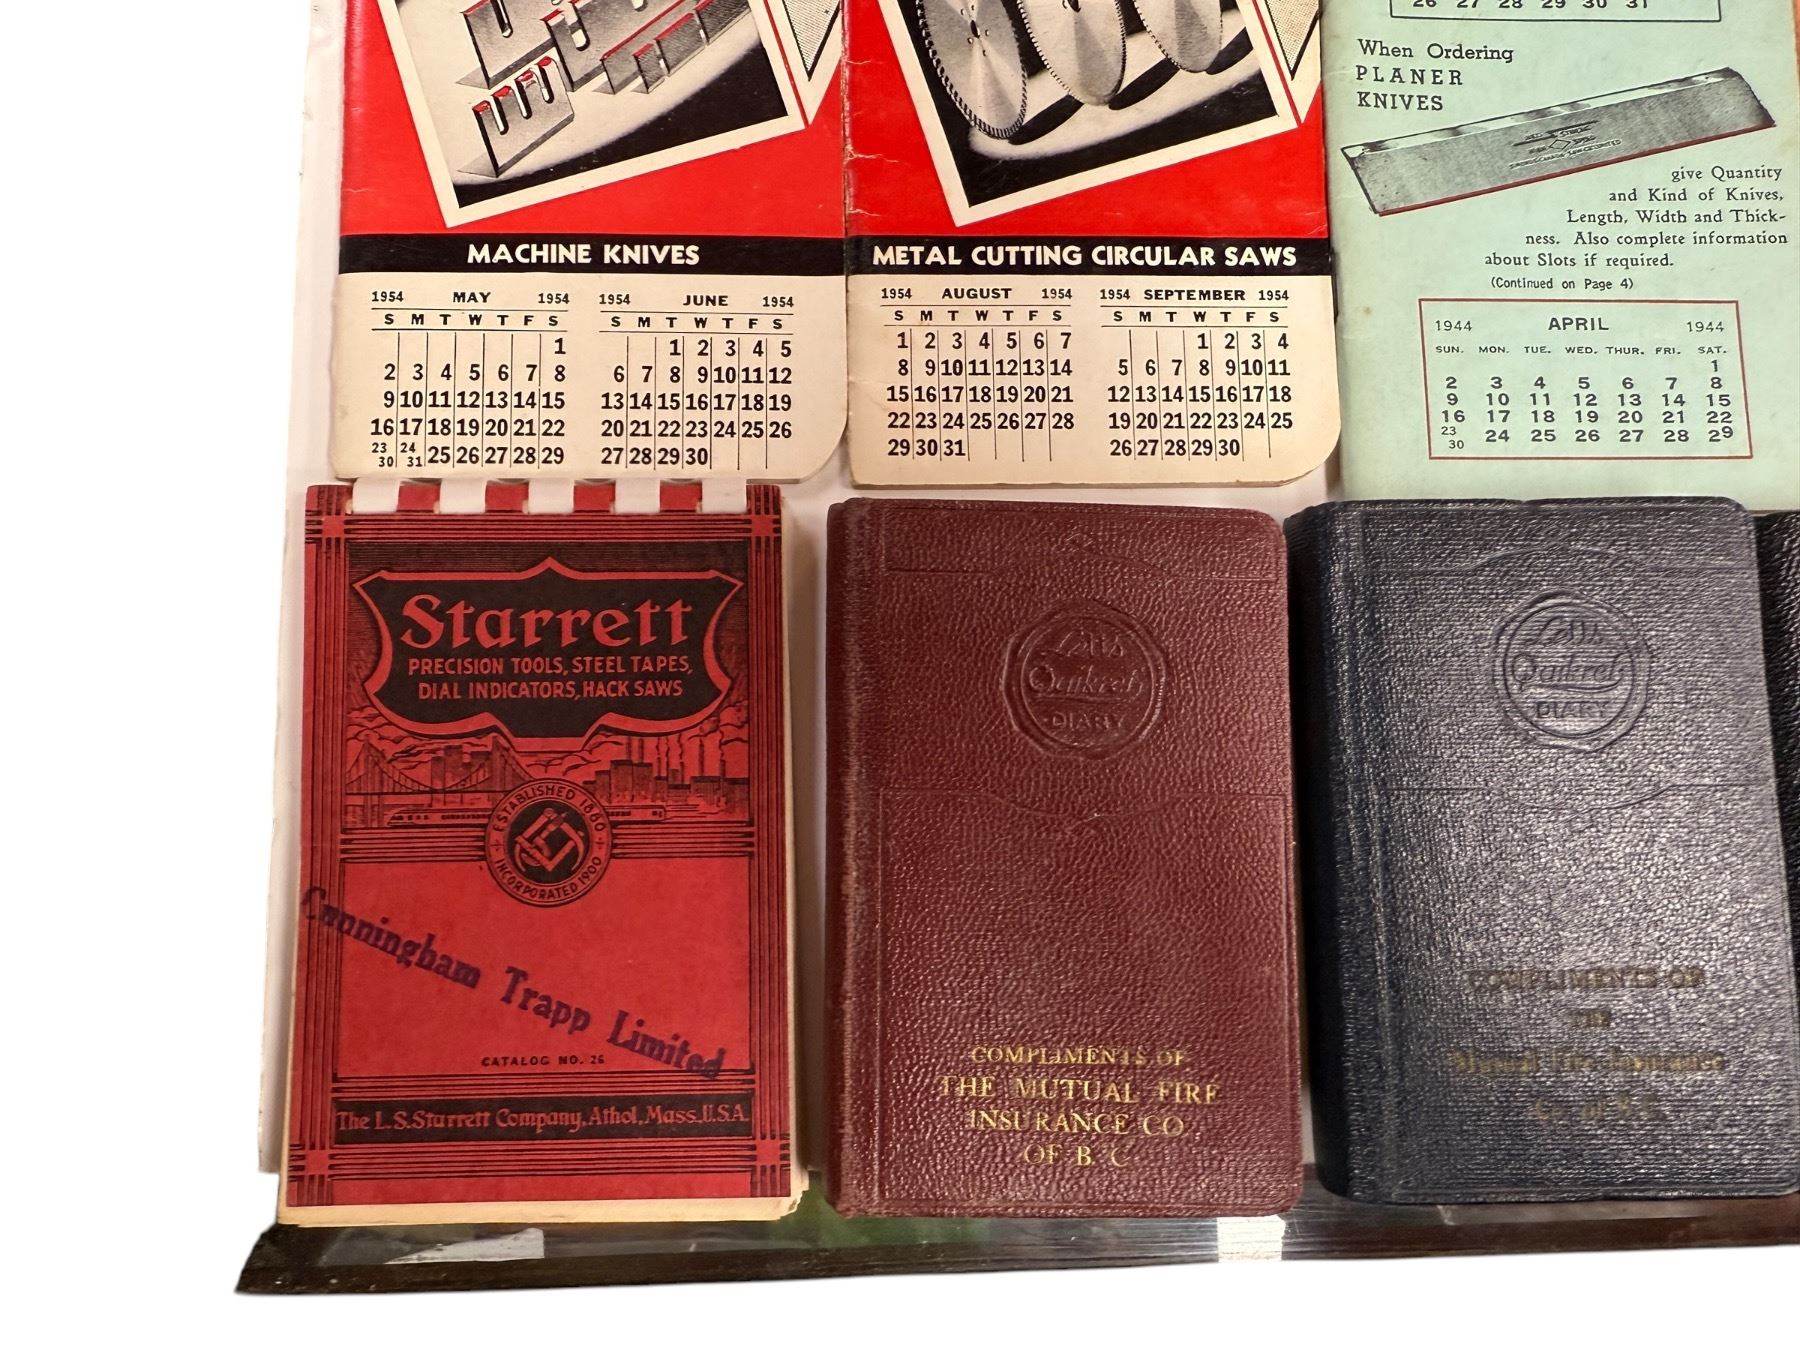 MACHINE KNIVES
1954 MAY 1954
S M T W T F S
1
2 3 4 5 6 7 8
9 10 11 12 13 14 15
16 17 18 19 20 21 22
23 30 24 31 25 26 27 28 29
1954 JUNE 1954
S M T W T F S
1 2 3 4 5
6 7 8 9 10 11 12
13 14 15 16 17 18 19
20 21 22 23 24 25 26
27 28 29 30
METAL CUTTING CIRCULAR SAWS
1954 AUGUST 1954
S M T W T F S
1 2 3 4 5 6 7
8 9 10 11 12 13 14
15 16 17 18 19 20 21
22 23 24 25 26 27 28
29 30 31
1954 SEPTEMBER 1954
S M T W T F S
1 2 3 4
5 6 7 8 9 10 11
12 13 14 15 16 17 18
19 20 21 22 23 24 25
26 27 28 29 30
26 27 28 29 30 31
When Ordering
PLANER
KNIVES
give Quantity
and Kind of Knives,
Length, Width and Thick-
ness. Also complete information
about Slots if required.
(Continued on Page 4)
1944 APRIL 1944
SUN. MON. TUE. WED. THUR. FRI. SAT.
1
2 3 4 5 6 7 8
9 10 11 12 13 14 15
16 17 18 19 20 21 22
23 30 24 25 26 27 28 29
Starrett
PRECISION TOOLS, STEEL TAPES,
DIAL INDICATORS, HACK SAWS
ESTABLISHED 1880
INCORPORATED 1900
Cunningham Trapp Limited
CATALOG NO. 26
The L.S. Starrett Company, Athol, Mass. U.S.A.
Letts
Quikref
DIARY
COMPLIMENTS OF
THE MUTUAL FIRE
INSURANCE CO
OF B. C
Letts
Quikref
DIARY
COMPLIMENTS OF
THE
Mutual Fire Insurance
Co. of B.C.